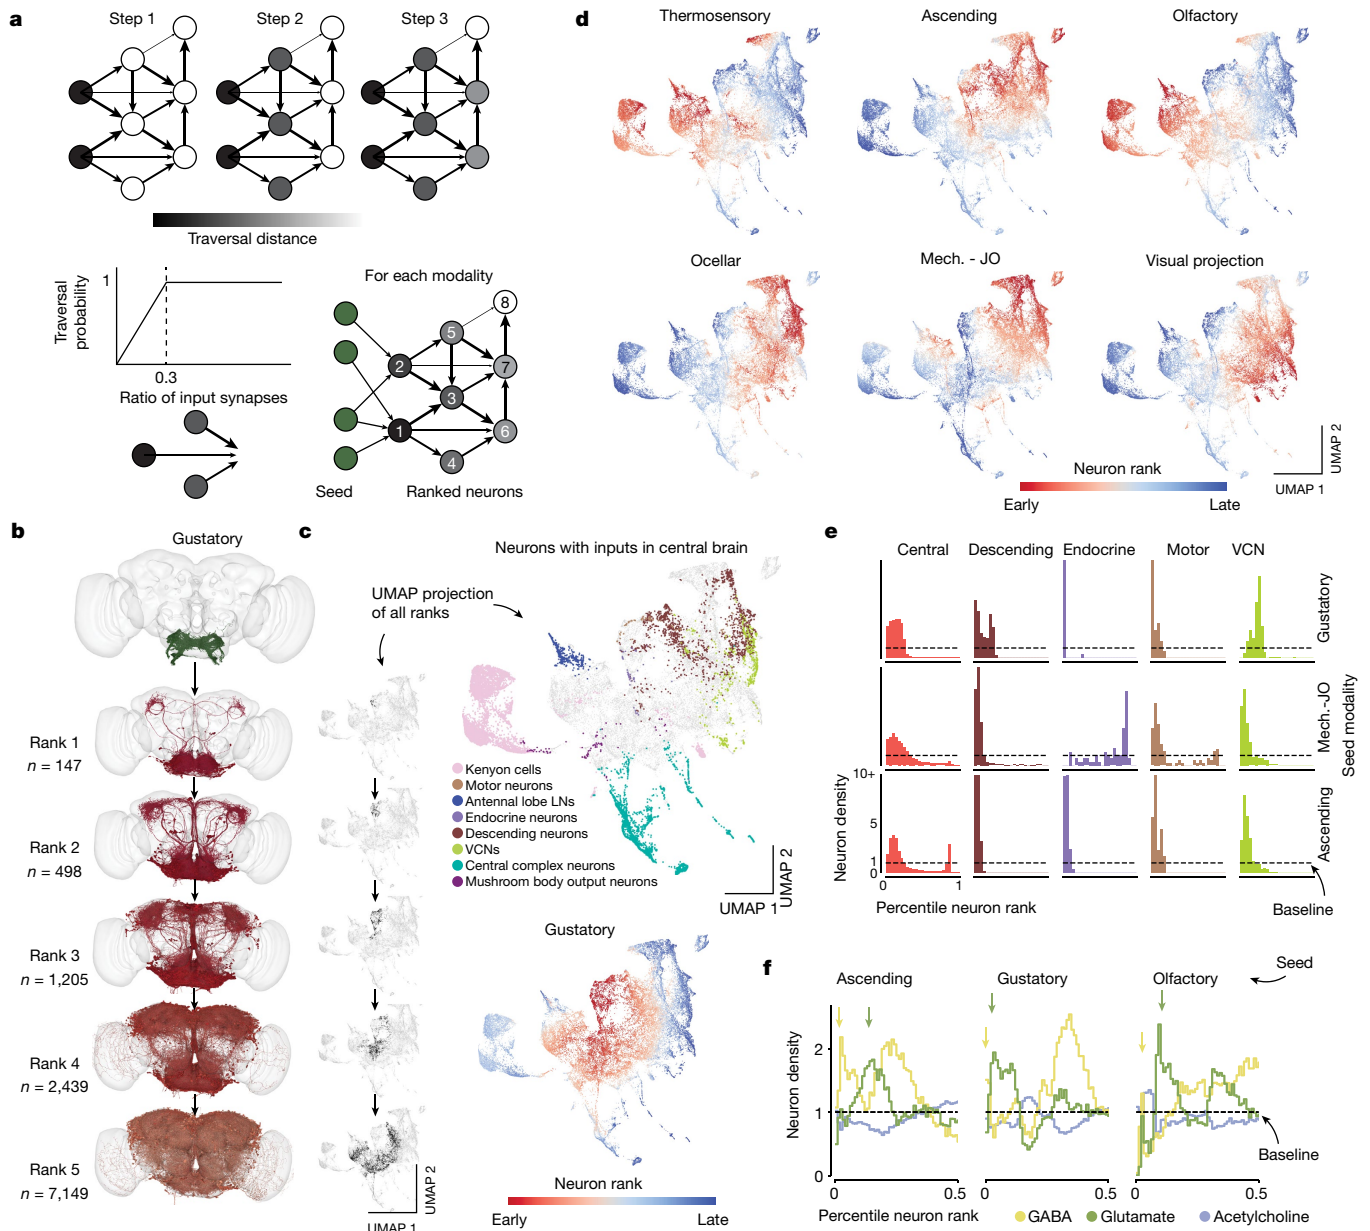 a
Step 1
Step 2
Step 3
Traversal distance
Traversal
probability
1
0.3
Ratio of input synapses
For each modality
8
5
2
7
3
1
6
4
Seed
Ranked neurons
b
Gustatory
Rank 1
n = 147
Rank 2
n = 498
Rank 3
n = 1,205
Rank 4
n = 2,439
Rank 5
n = 7,149
c
Neurons with inputs in central brain
UMAP projection
of all ranks
Kenyon cells
Motor neurons
Antennal lobe LNs
Endocrine neurons
Descending neurons
VCNs
Central complex neurons
Mushroom body output neurons
UMAP 1
UMAP 2
Gustatory
UMAP 1
UMAP 2
Neuron rank
Early
Late
d
Thermosensory
Ascending
Olfactory
Ocellar
Mech. - JO
Visual projection
Neuron rank
Early
Late
UMAP 1
UMAP 2
e
Central
Descending
Endocrine
Motor
VCN
Gustatory
Mech.-JO
Ascending
Seed modality
Neuron density
10+
5
1
0
0
1
Percentile neuron rank
Baseline
f
Ascending
Gustatory
Olfactory
Seed
Neuron density
2
1
0
Baseline
0
0.5
0
0.5
0
0.5
Percentile neuron rank
GABA
Glutamate
Acetylcholine